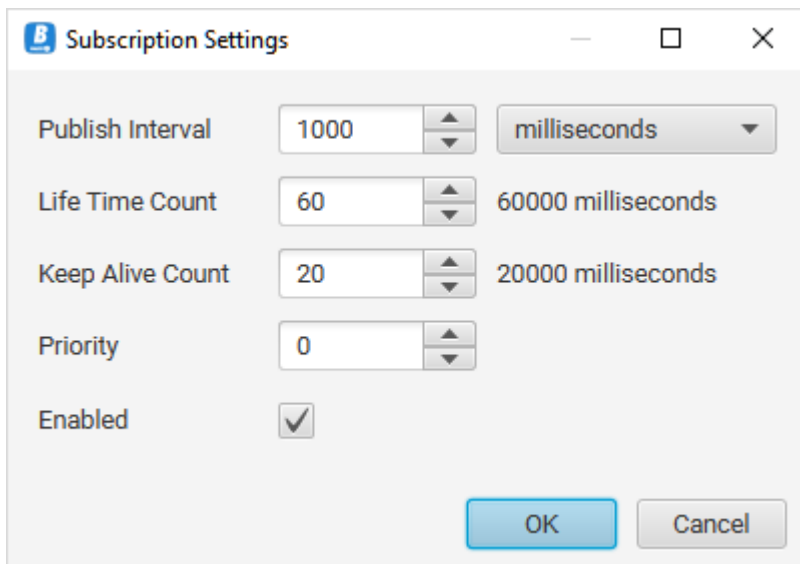 B Subscription Settings
Publish Interval 1000 milliseconds
Life Time Count 60 60000 milliseconds
Keep Alive Count 20 20000 milliseconds
Priority 0
Enabled
OK Cancel